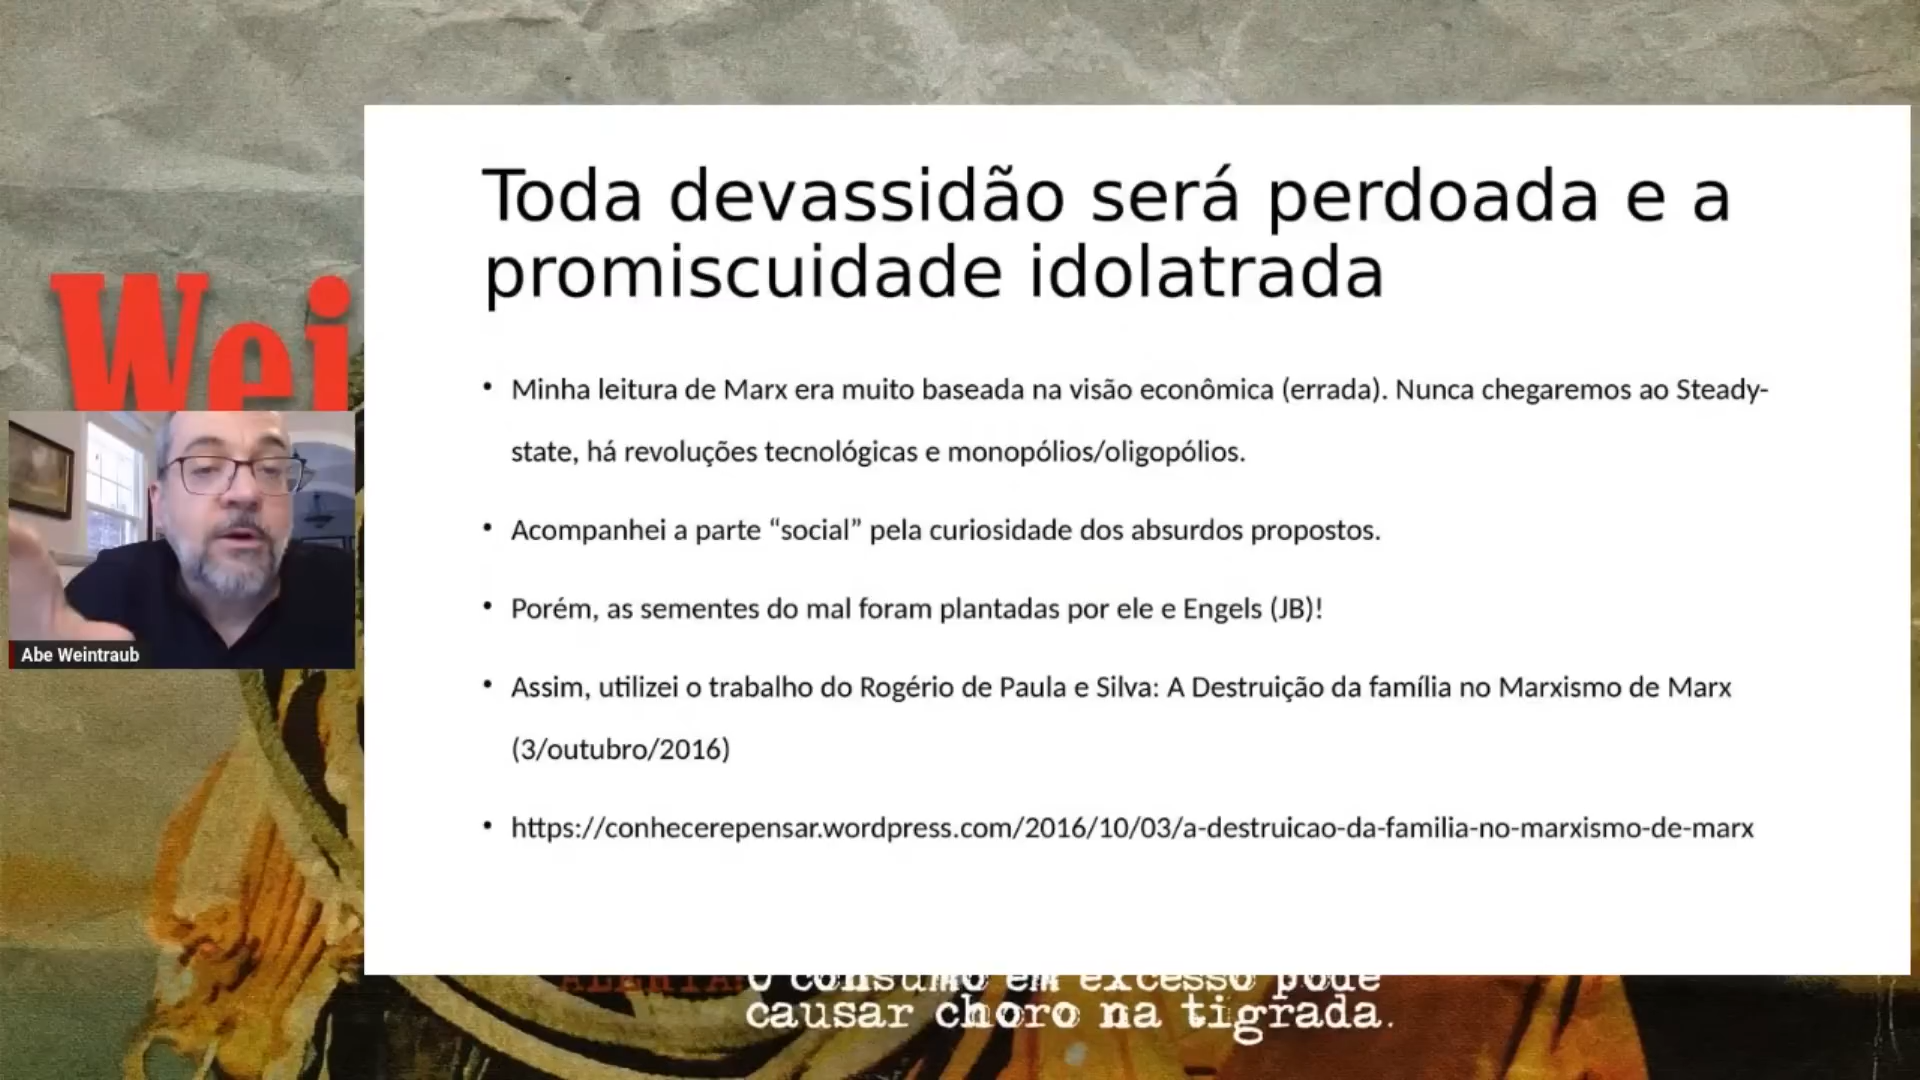 Toda devassidão será perdoada e a
promiscuidade idolatrada
Wei
• Minha leitura de Marx era muito baseada na visão econômica (errada). Nunca chegaremos ao Steady-
state, há revoluções tecnológicas e monopólios/oligopólios.
• Acompanhei a parte “social” pela curiosidade dos absurdos propostos.
• Porém, as sementes do mal foram plantadas por ele e Engels (JB)!
Abe Weintraub
• Assim, utilizei o trabalho do Rogério de Paula e Silva: A Destruição da família no Marxismo de Marx
(3/outubro/2016)
• https://conhecerepensar.wordpress.com/2016/10/03/a-destruicao-da-familia-no-marxismo-de-marx
ALERTA: O consumo em excesso pode
causar choro na tigrada.